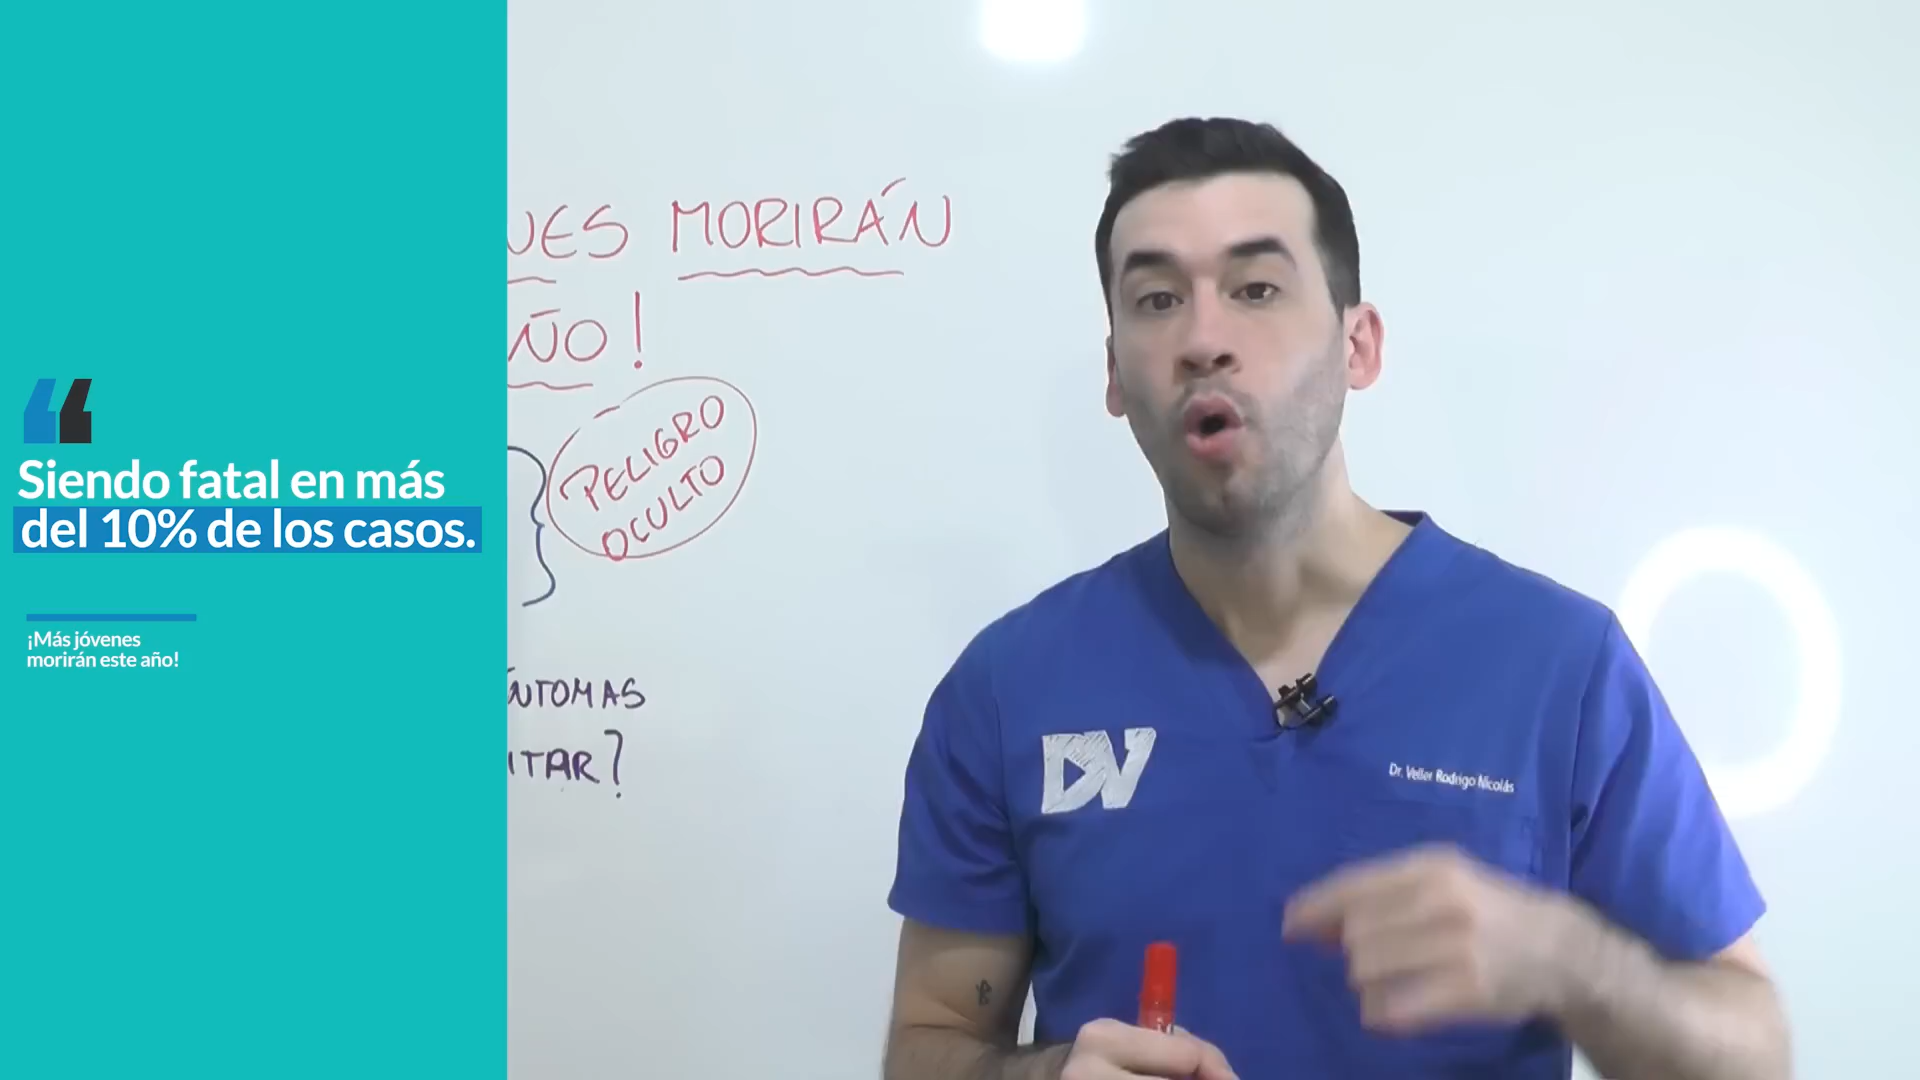 Siendo fatal en más
del 10% de los casos.
¡Más jóvenes
morirán este año!
NES MORIRÁN
ÑO!
PELIGRO
OCULTO
NTOMAS
ITAR?
DV
Dr. Veller Rodrigo Nicolás